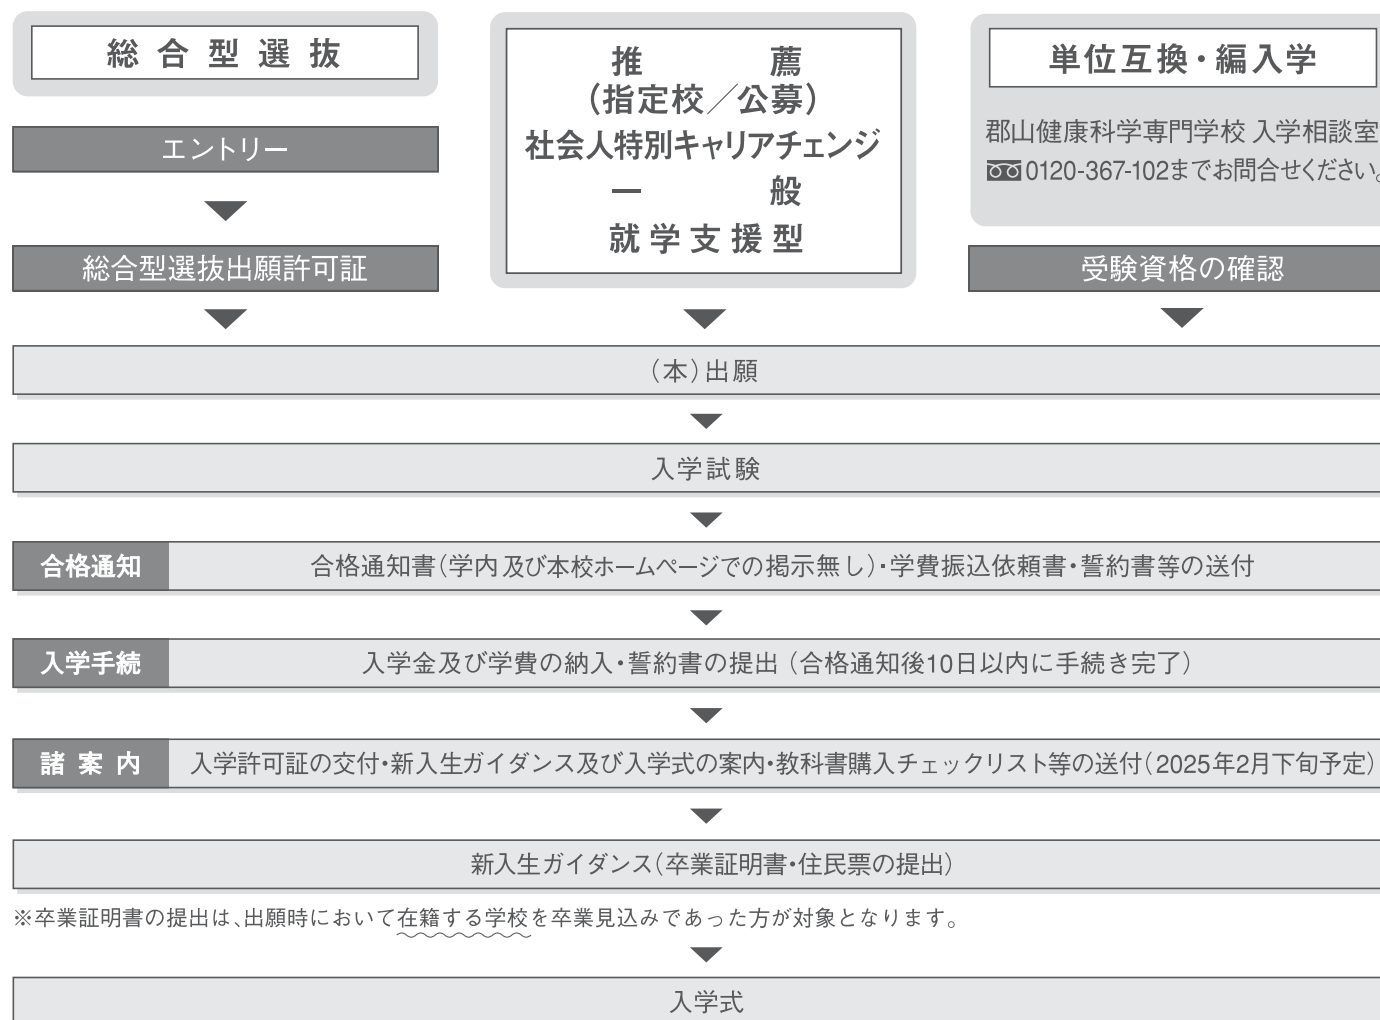 総合型選抜
エントリー
総合型選抜出願許可証
推薦
(指定校／公募)
社会人特別キャリアチェンジ
一般
就学支援型
単位互換・編入学
郡山健康科学専門学校 入学相談室
0120-367-102までお問合せください。
受験資格の確認
(本)出願
入学試験
合格通知 合格通知書(学内及び本校ホームページでの掲示無し)・学費振込依頼書・誓約書等の送付
入学手続 入学金及び学費の納入・誓約書の提出（合格通知後10日以内に手続き完了）
諸案内 入学許可証の交付・新入生ガイダンス及び入学式の案内・教科書購入チェックリスト等の送付(2025年2月下旬予定)
新入生ガイダンス(卒業証明書・住民票の提出)
※卒業証明書の提出は、出願時において在籍する学校を卒業見込みであった方が対象となります。
入学式